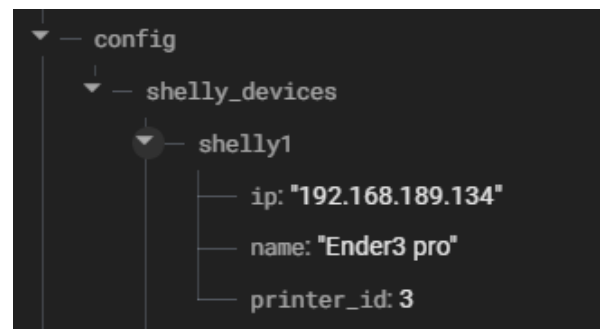 config
shelly_devices
shelly1
ip: "192.168.189.134"
name: "Ender3 pro"
printer_id: 3